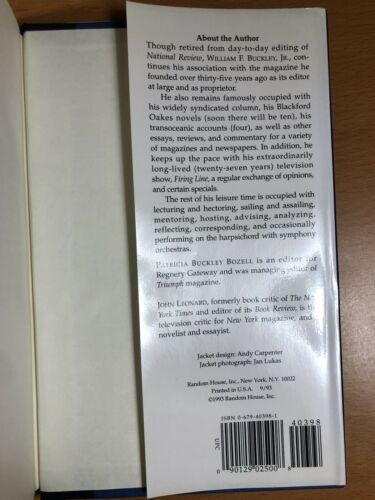 About the Author
Though retired from day-to-day editing of
National Review, WILLIAM F. BUCKLEY, JR., con-
tinues his association with the magazine he
founded over thirty-five years ago as its editor
at large and as proprietor.
He also remains famously occupied with
his widely syndicated column, his Blackford
Oakes novels (soon there will be ten), his
transoceanic accounts (four), as well as other
essays, reviews, and commentary for a variety
of magazines and newspapers. In addition, he
keeps up the pace with his extraordinarily
long-lived (twenty-seven years) television
show, Firing Line, a regular exchange of opinions,
and certain specials.
The rest of his leisure time is occupied with
lecturing and hectoring, sailing and assailing,
mentoring, hosting, advising, analyzing,
reflecting, corresponding, and occasionally
performing on the harpsichord with symphony
orchestras.
PATRICIA BUCKLEY BOZELL is an editor for
Regnery Gateway and was managing editor of
Triumph magazine.
JOHN LEONARD, formerly book critic of The New
York Times and editor of its Book Review, is the
television critic for New York magazine, and a
novelist and essayist.
Jacket design: Andy Carpenter
Jacket photograph: Jan Lukas
Random House, Inc., New York, N.Y. 10022
Printed in U.S.A. 9/93
©1993 Random House, Inc.
ISBN 0-679-40398-1
40398
UPC
0 90129 02500 8